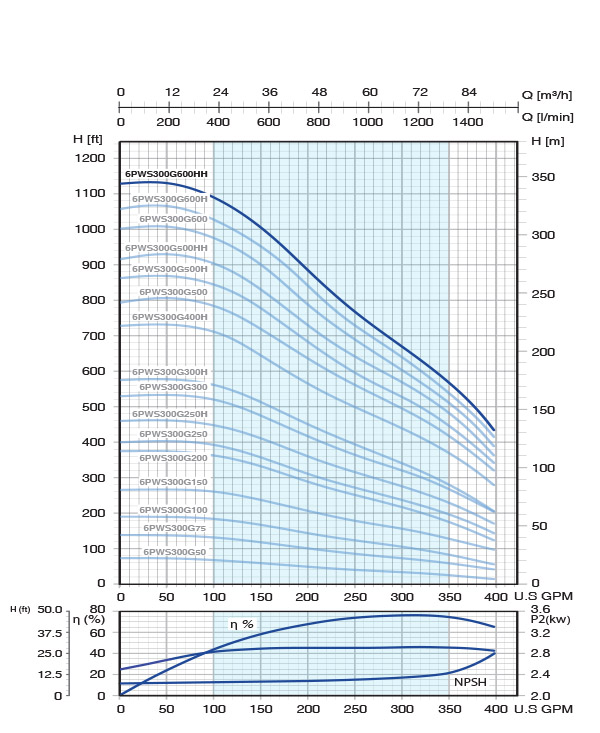 0 12 24 36 48 60 72 84 Q [m³/h]
0 200 400 600 800 1000 1200 1400 Q [l/min]
H [ft] H [m]
1200
350
6PWS300G600HH
1100
6PWS300G600H
6PWS300G600
1000
300
6PWS300Gs00HH
900
6PWS300Gs00H
250
6PWS300Gs00
800
6PWS300G400H
700
200
600
6PWS300G300H
150
6PWS300G300
500
6PWS300G2s0H
400
6PWS300G2s0
100
6PWS300G200
300
6PWS300G1s0
200
6PWS300G100
50
6PWS300G7s
100
6PWS300Gs0
0 0
0 50 100 150 200 250 300 350 400 U.S GPM
H (ft) 50.0 80 3.6
η (%) P2(kw)
η %
37.5 60 3.2
25.0 40 2.8
12.5 20 2.4
NPSH
0 0 2.0
0 50 100 150 200 250 300 350 400 U.S GPM